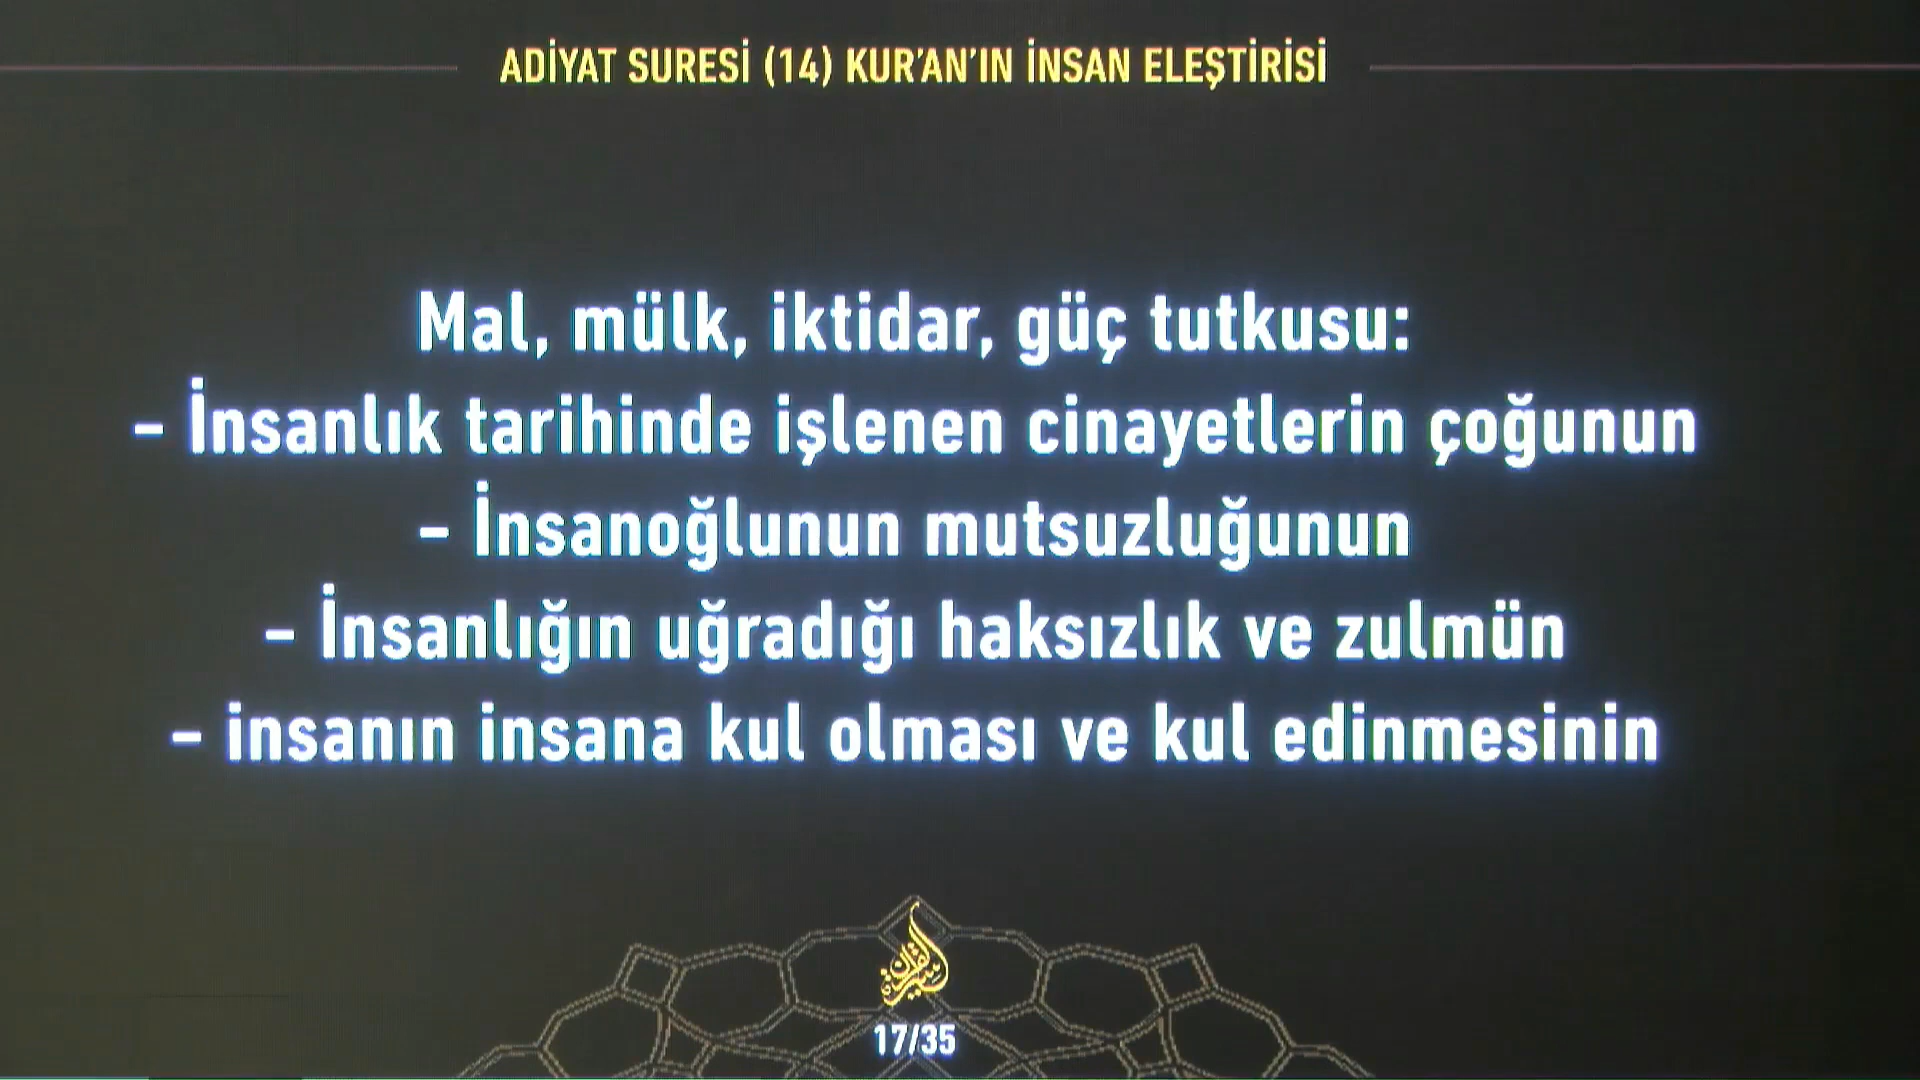 ADİYAT SURESİ (14) KUR'AN'IN İNSAN ELEŞTİRİSİ
Mal, mülk, iktidar, güç tutkusu:
– İnsanlık tarihinde işlenen cinayetlerin çoğunun
– İnsanoğlunun mutsuzluğunun
– İnsanlığın uğradığı haksızlık ve zulmün
– insanın insana kul olması ve kul edinmesinin
17/35